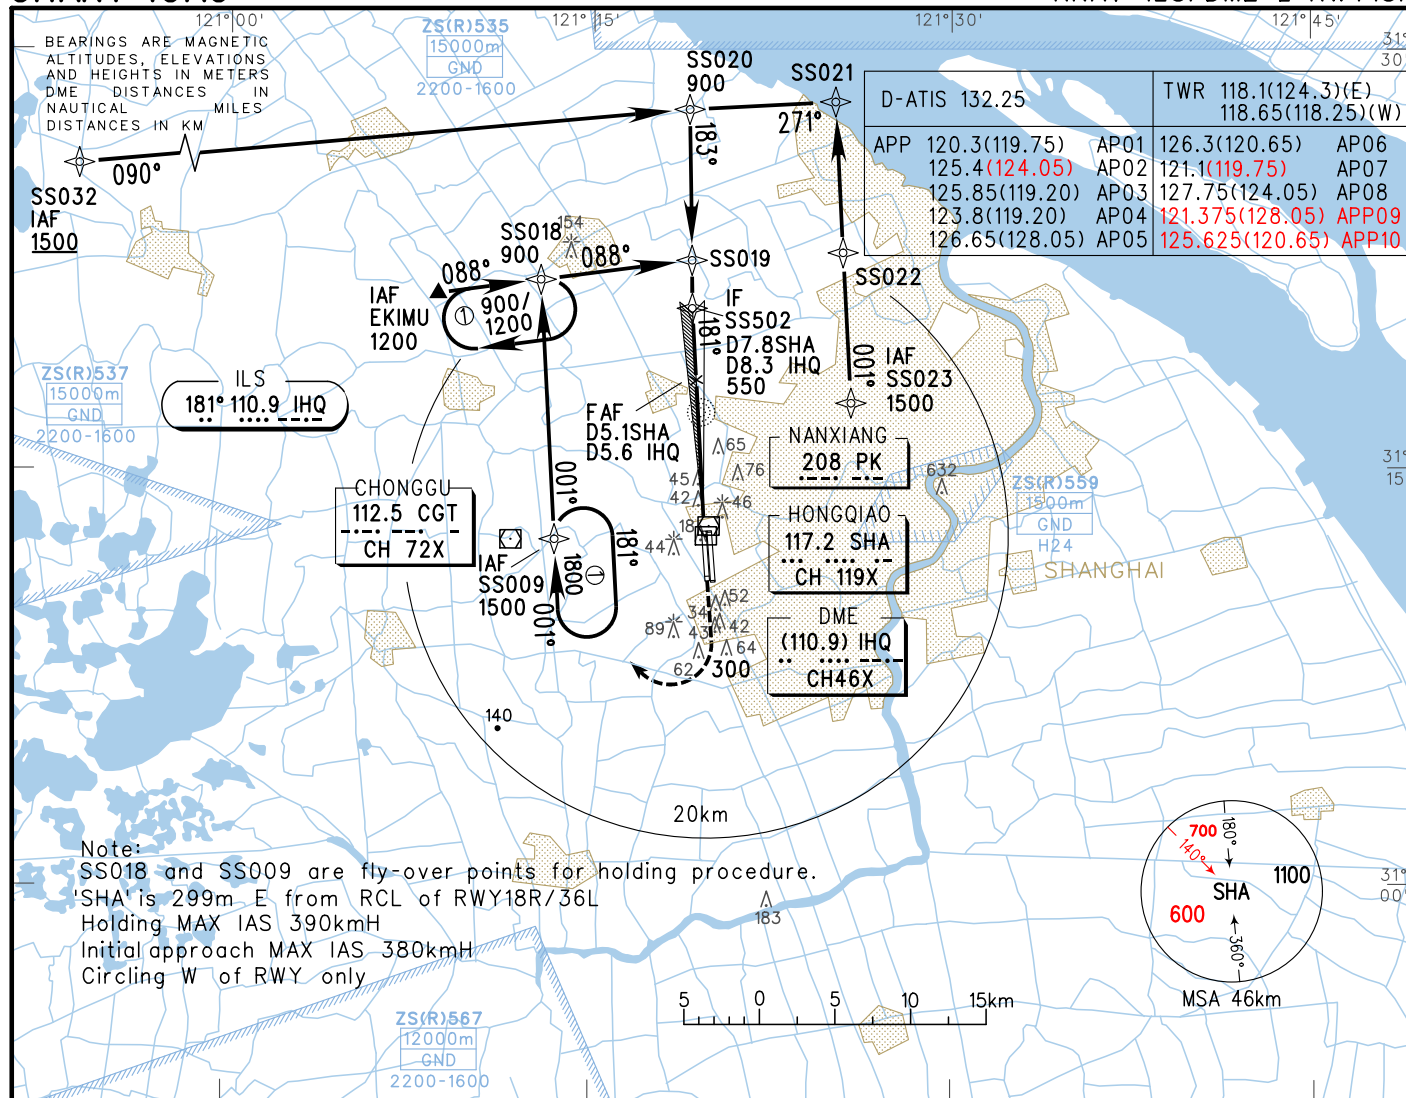 121°00'
121°15'
121°30'
121°45'
BEARINGS ARE MAGNETIC
ALTITUDES, ELEVATIONS
AND HEIGHTS IN METERS
DME DISTANCES IN
NAUTICAL MILES
DISTANCES IN KM
ZS(R)535
15000m
GND
2200-1600
31°
30'
D-ATIS 132.25
TWR 118.1(124.3)(E)
118.65(118.25)(W)
APP 120.3(119.75) AP01 126.3(120.65) AP06
125.4(124.05) AP02 121.1(119.75) AP07
125.85(119.20) AP03 127.75(124.05) AP08
123.8(119.20) AP04 121.375(128.05) APP09
126.65(128.05) AP05 125.625(120.65) APP10
SS020
900
SS021
271°
183°
090°
SS032
IAF
1500
SS018
900
154
088°
088°
SS019
SS022
IAF
EKIMU
1200
① 900/
1200
IF
SS502
D7.8SHA
D8.3 IHQ
550
181°
001°
IAF
SS023
1500
ZS(R)537
15000m
GND
2200-1600
ILS
181° 110.9 IHQ
FAF
D5.1SHA
D5.6 IHQ
65
76
45
42
46
18
44
NANXIANG
208 PK
632
31°
15'
ZS(R)559
1500m
GND
H24
CHONGGU
112.5 CGT
CH 72X
001°
181°
HONGQIAO
117.2 SHA
CH 119X
SHANGHAI
IAF
SS009
1500
1800
①
001°
52
34
42
43
89
64
62
300
DME
(110.9) IHQ
CH46X
140
20km
Note:
SS018 and SS009 are fly-over points for holding procedure.
'SHA' is 299m E from RCL of RWY18R/36L
Holding MAX IAS 390kmH
Initial approach MAX IAS 380kmH
Circling W of RWY only
183
700
140°
180°
1100
SHA
600
360°
MSA 46km
31°
00'
5 0 5 10 15km
ZS(R)567
12000m
GND
2200-1600